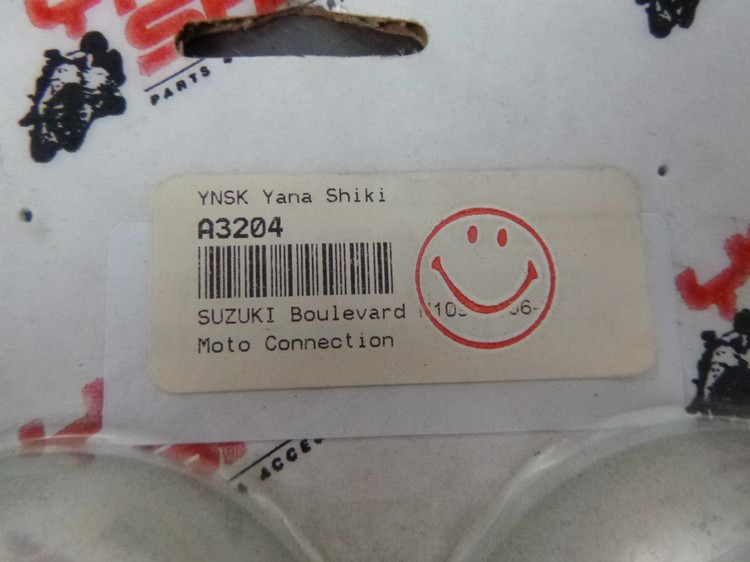 PARTS
YNSK Yana Shiki
A3204
SUZUKI Boulevard
Moto Connection